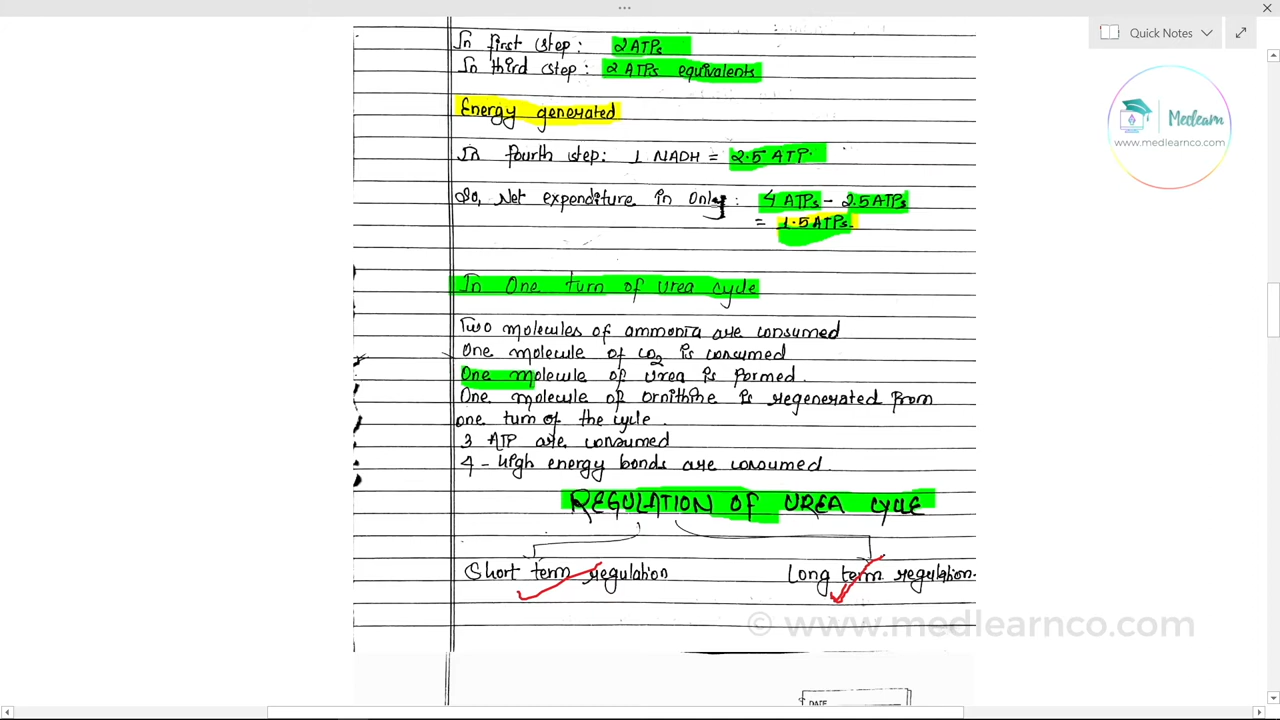 Quick Notes
In first step: 2 ATPs
In third step: 2 ATPs equivalents
Medlearn
Energy generated
www.medlearnco.com
In fourth step: 1 NADH = 2.5 ATP.
So, Net expenditure in Only: 4 ATPs - 2.5 ATPs
= 1.5 ATPs.
In One turn of urea cycle
Two molecules of ammonia are consumed
One molecule of CO2 is consumed
One molecule of urea is formed.
One molecule of ornithine is regenerated from
one turn of the cycle.
3 ATP are consumed
4 - High energy bonds are consumed.
REGULATION OF UREA CYCLE
Short term regulation
Long term regulation.
© www.medlearnco.com
DATE